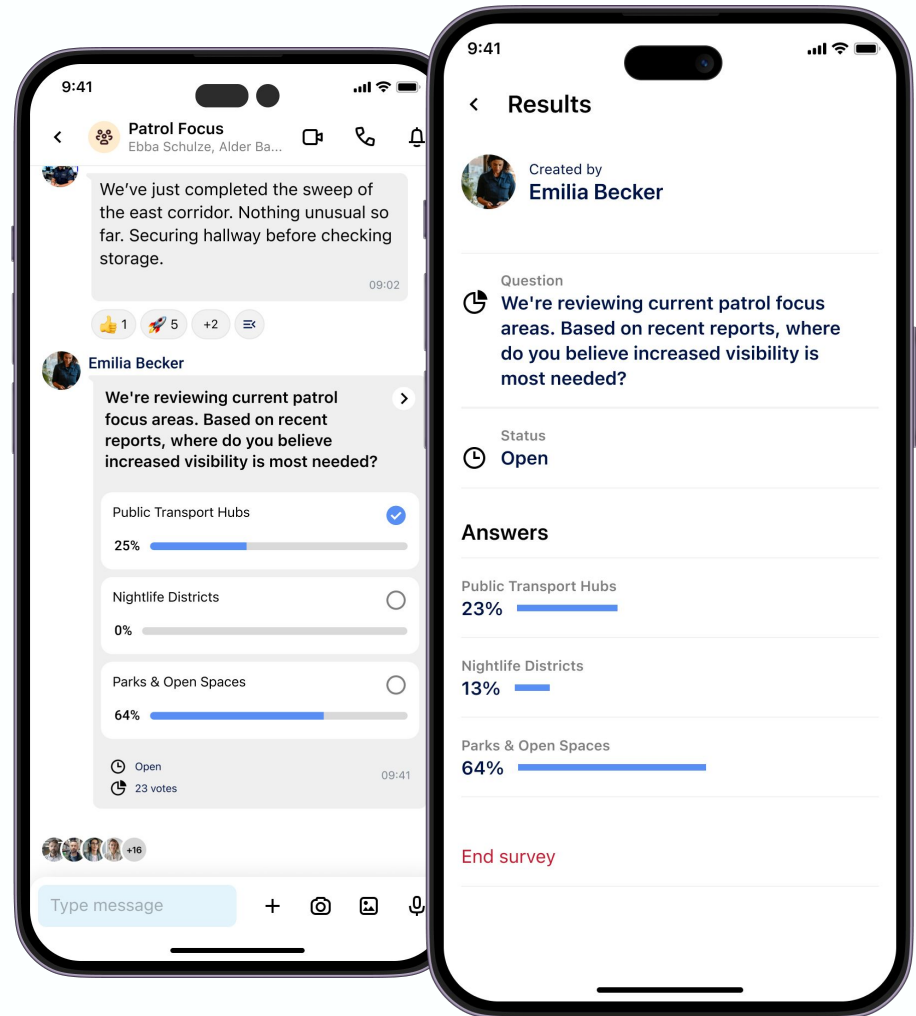 9:41
Patrol Focus
Ebba Schulze, Alder Ba...
We've just completed the sweep of
the east corridor. Nothing unusual so
far. Securing hallway before checking
storage.
09:02
1
5
+2
Emilia Becker
We're reviewing current patrol
focus areas. Based on recent
reports, where do you believe
increased visibility is most needed?
Public Transport Hubs
25%
Nightlife Districts
0%
Parks & Open Spaces
64%
Open
23 votes
09:41
+16
Type message
9:41
Results
Created by
Emilia Becker
Question
We're reviewing current patrol focus
areas. Based on recent reports, where
do you believe increased visibility is
most needed?
Status
Open
Answers
Public Transport Hubs
23%
Nightlife Districts
13%
Parks & Open Spaces
64%
End survey